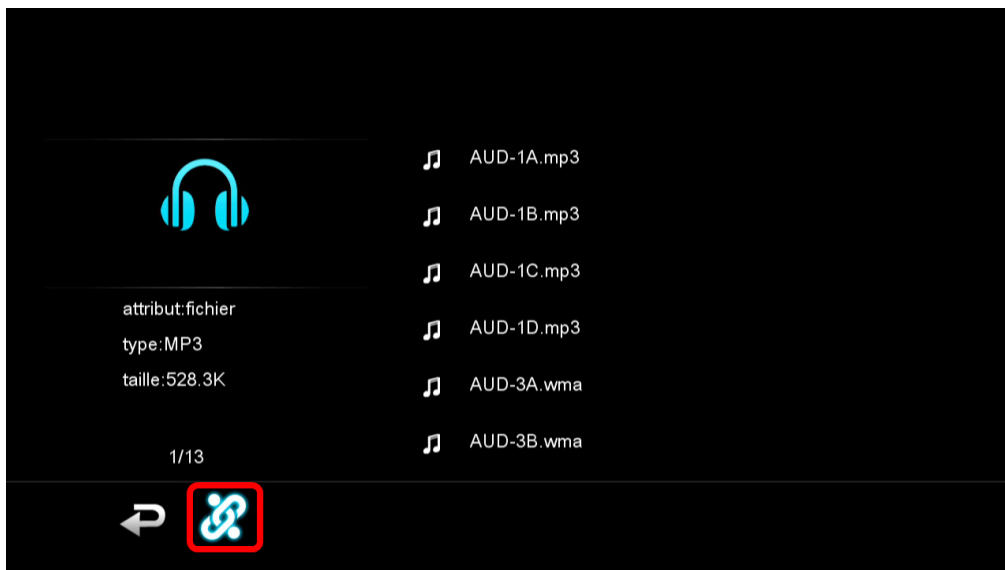 AUD-1A.mp3
AUD-1B.mp3
AUD-1C.mp3
AUD-1D.mp3
AUD-3A.wma
AUD-3B.wma
attribut:fichier
type:MP3
taille:528.3K
1/13